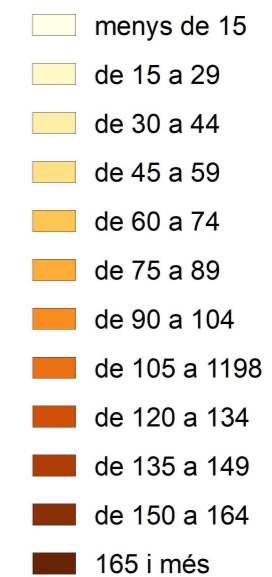 menys de 15
de 15 a 29
de 30 a 44
de 45 a 59
de 60 a 74
de 75 a 89
de 90 a 104
de 105 a 1198
de 120 a 134
de 135 a 149
de 150 a 164
165 i més